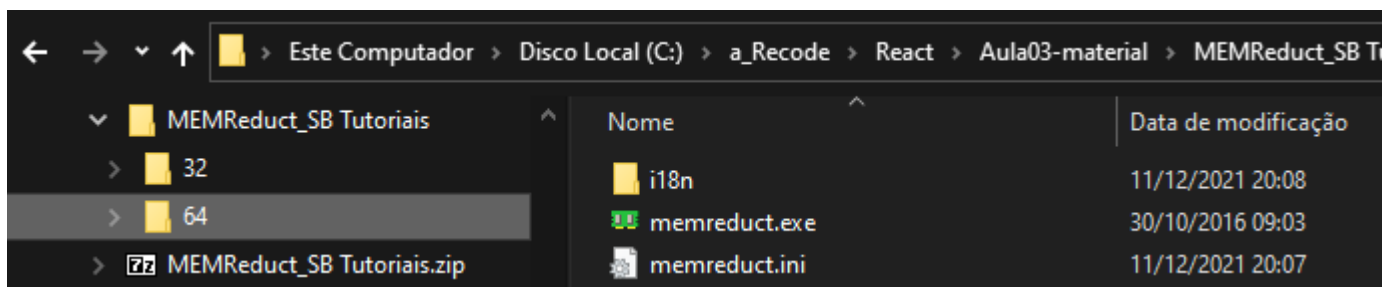 Este Computador > Disco Local (C:) > a_Recode > React > Aula03-material > MEMReduct_SB
MEMReduct_SB Tutoriais
32
64
MEMReduct_SB Tutoriais.zip
Nome Data de modificação
i18n 11/12/2021 20:08
memreduct.exe 30/10/2016 09:03
memreduct.ini 11/12/2021 20:07